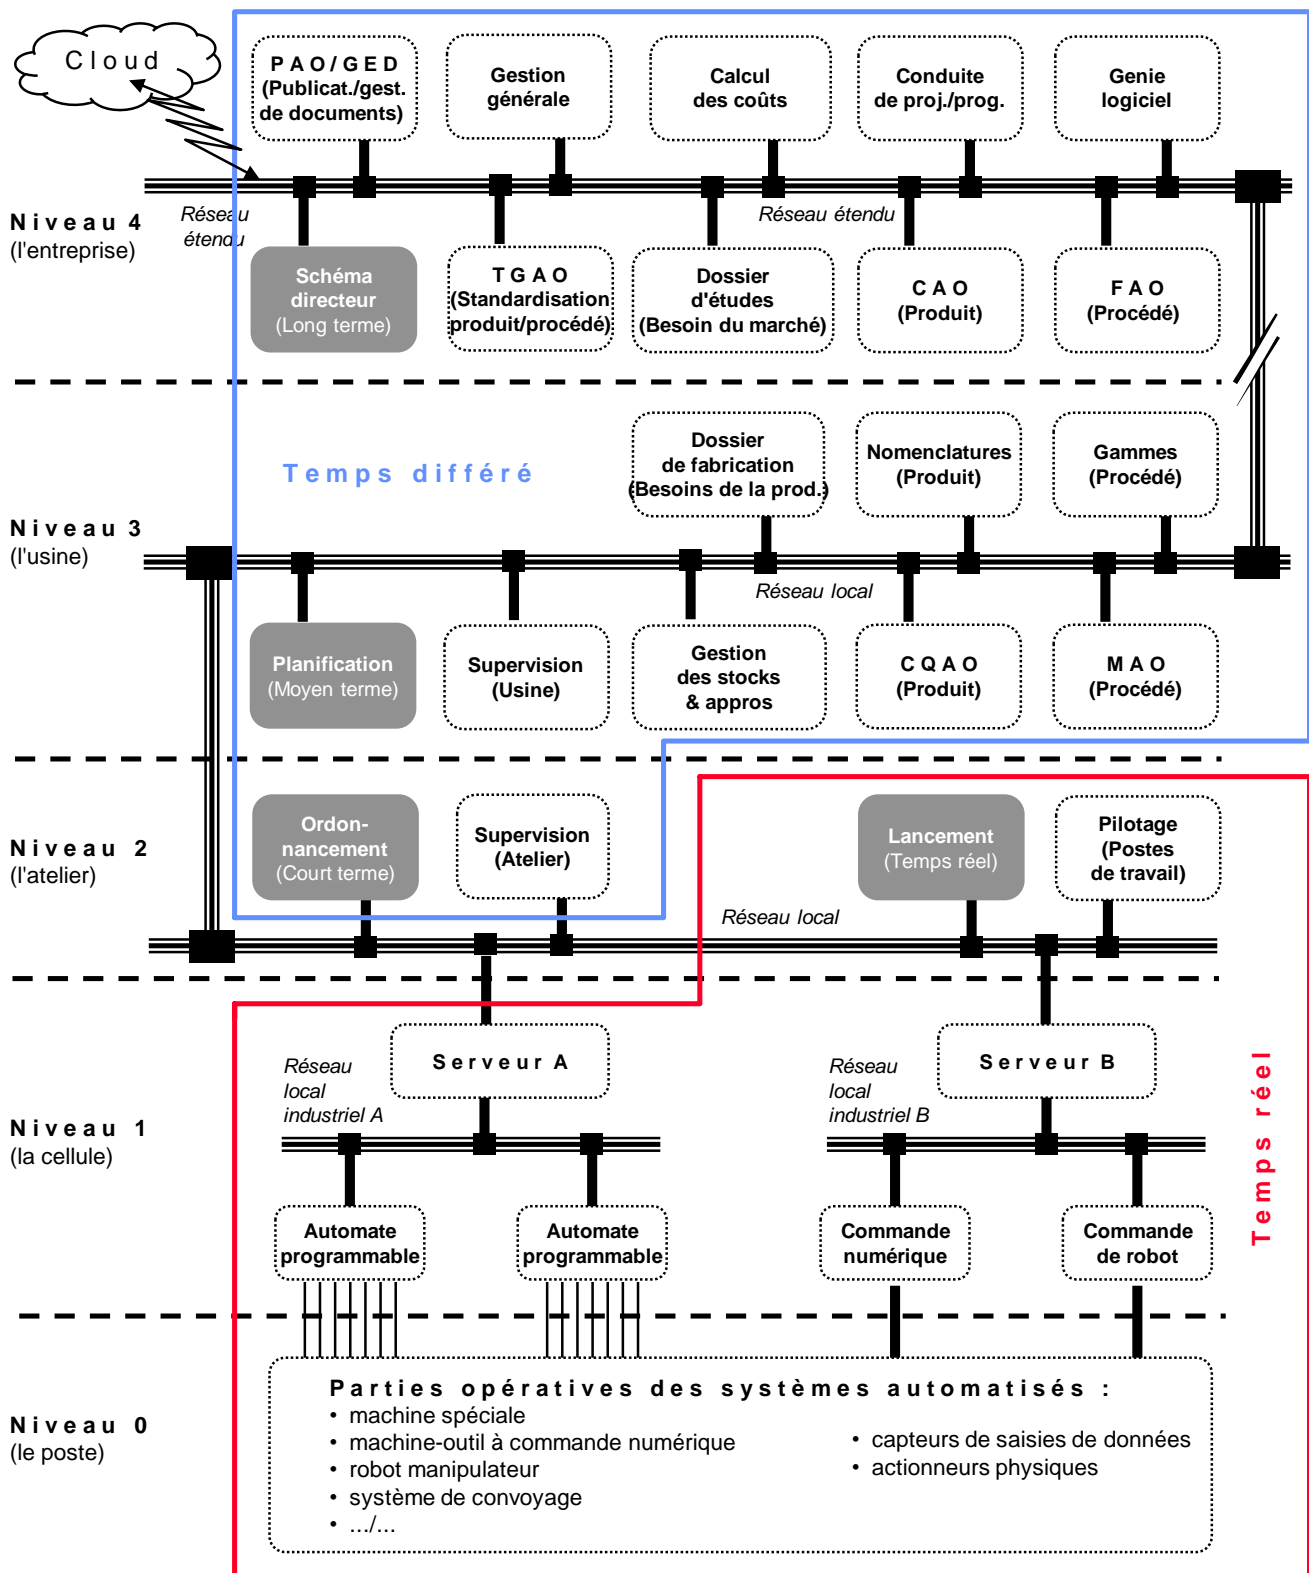 Cloud
PAO/GED
(Publicat./gest.
de documents)
Gestion
générale
Calcul
des coûts
Conduite
de proj./prog.
Genie
logiciel
Niveau 4
(l'entreprise)
Réseau
étendu
Réseau étendu
Schéma
directeur
(Long terme)
TGAO
(Standardisation
produit/procédé)
Dossier
d'études
(Besoin du marché)
CAO
(Produit)
FAO
(Procédé)
Temps différé
Dossier
de fabrication
(Besoins de la prod.)
Nomenclatures
(Produit)
Gammes
(Procédé)
Niveau 3
(l'usine)
Réseau local
Planification
(Moyen terme)
Supervision
(Usine)
Gestion
des stocks
& appros
CQAO
(Produit)
MAO
(Procédé)
Niveau 2
(l'atelier)
Ordon-
nancement
(Court terme)
Supervision
(Atelier)
Lancement
(Temps réel)
Pilotage
(Postes
de travail)
Réseau local
Niveau 1
(la cellule)
Réseau
local
industriel A
Serveur A
Réseau
local
industriel B
Serveur B
Temps réel
Automate
programmable
Automate
programmable
Commande
numérique
Commande
de robot
Niveau 0
(le poste)
Parties opératives des systèmes automatisés :
• machine spéciale
• machine-outil à commande numérique
• robot manipulateur
• système de convoyage
• .../...
• capteurs de saisies de données
• actionneurs physiques